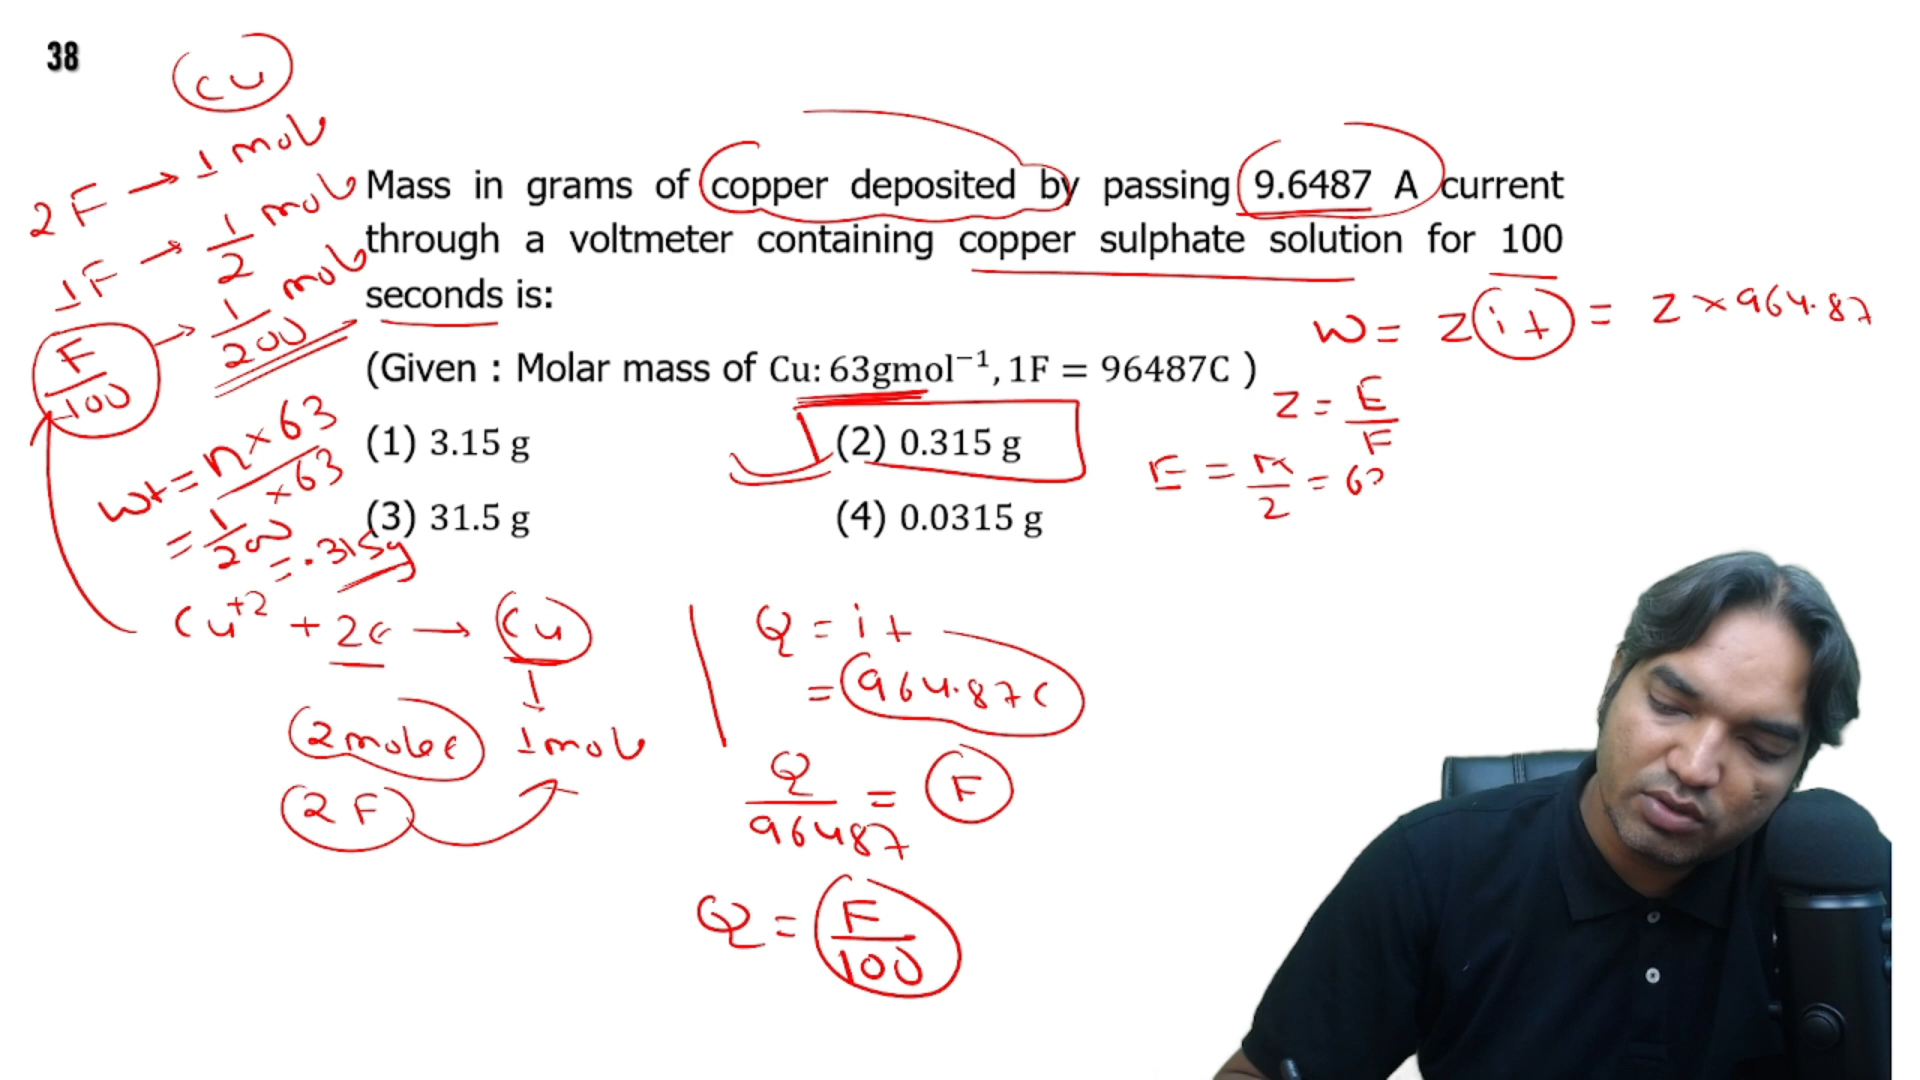 38
Cu
2F → 1 mol
1F → 1/2 mol
F/100 → 1/200 mol
wt = n × 63
= 1/200 × 63
= .315g
Mass in grams of copper deposited by passing 9.6487 A current
through a voltmeter containing copper sulphate solution for 100
seconds is:
(Given : Molar mass of Cu: 63gmol⁻¹, 1F = 96487C )
(1) 3.15 g
(2) 0.315 g
(3) 31.5 g
(4) 0.0315 g
w = Z it = Z × 964.87
Z = E/F
E = M/2 = 63
Cu⁺² + 2e → Cu
2 mole e 1 mol
2 F
Q = it
= 964.87C
Q/96487 = F
Q = F/100